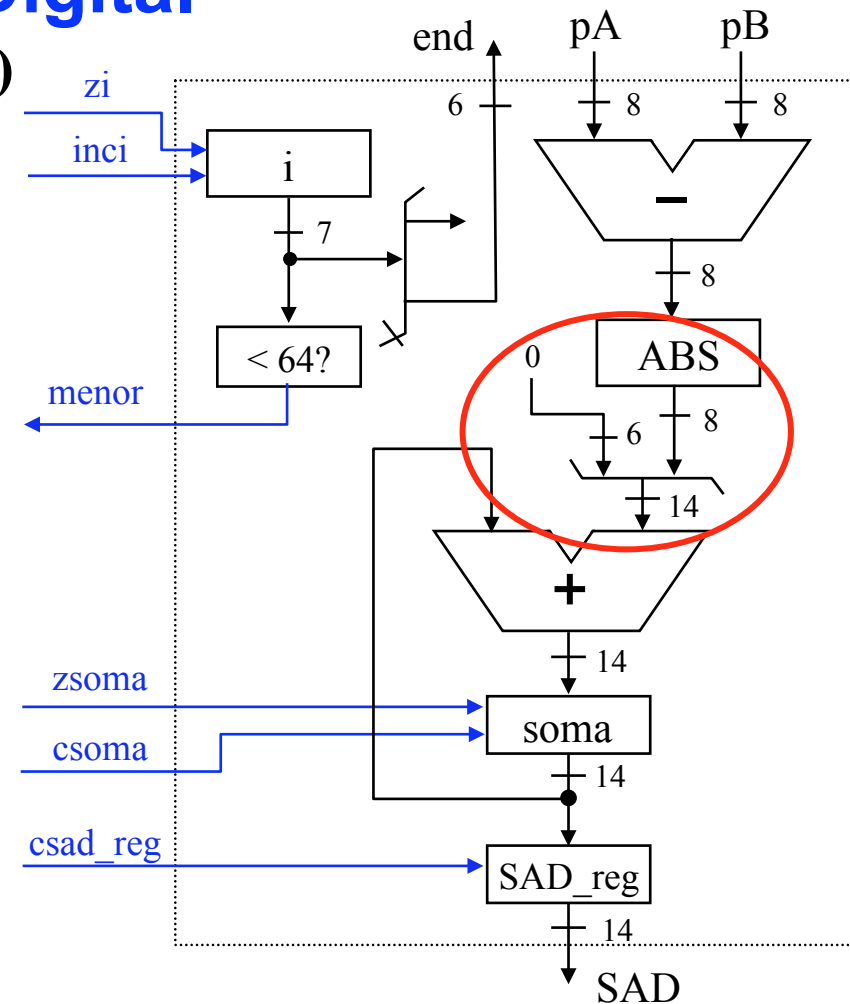 Digital
)
end
pA
pB
zi
6
8
8
inci
i
−
7
8
< 64?
0
ABS
menor
6
8
14
+
14
zsoma
soma
csoma
14
csad_reg
SAD_reg
14
SAD